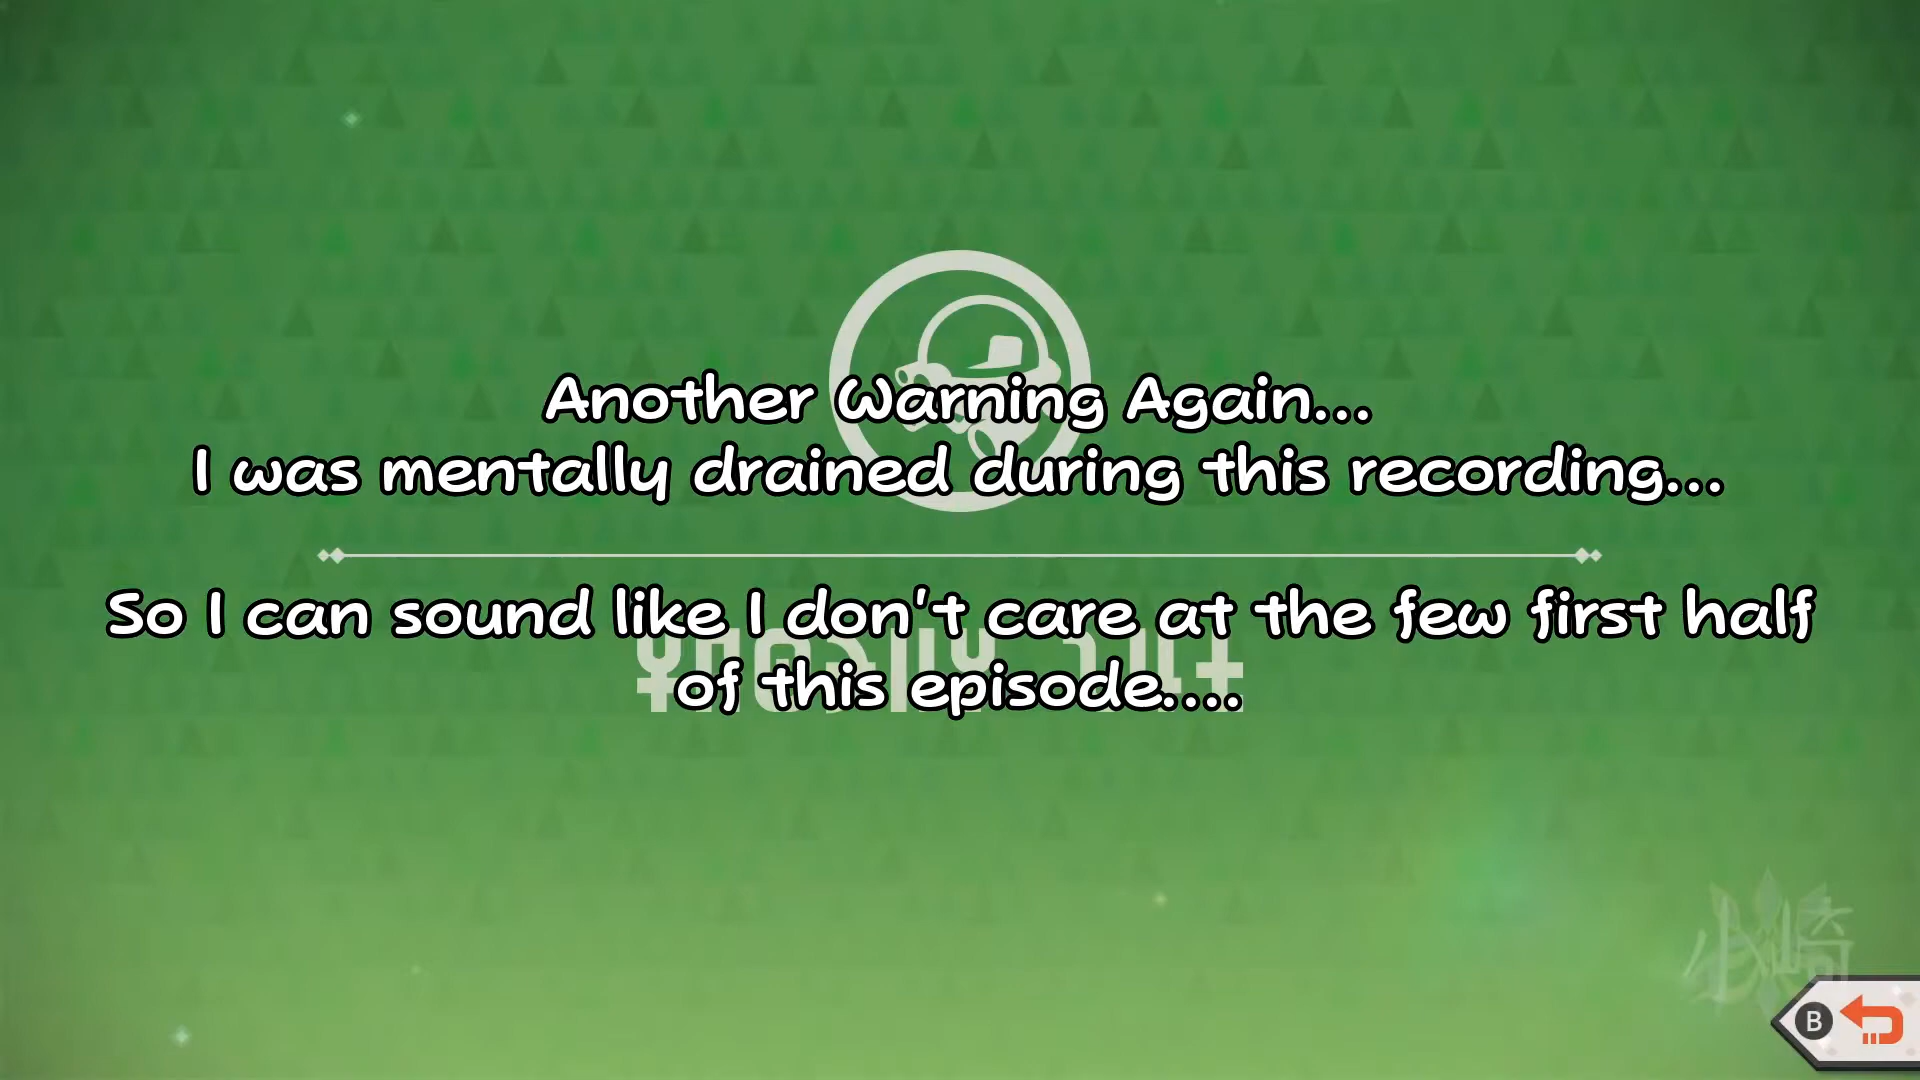 Another Warning Again...
I was mentally drained during this recording...
So I can sound like I don't care at the few first half
of this episode....
B